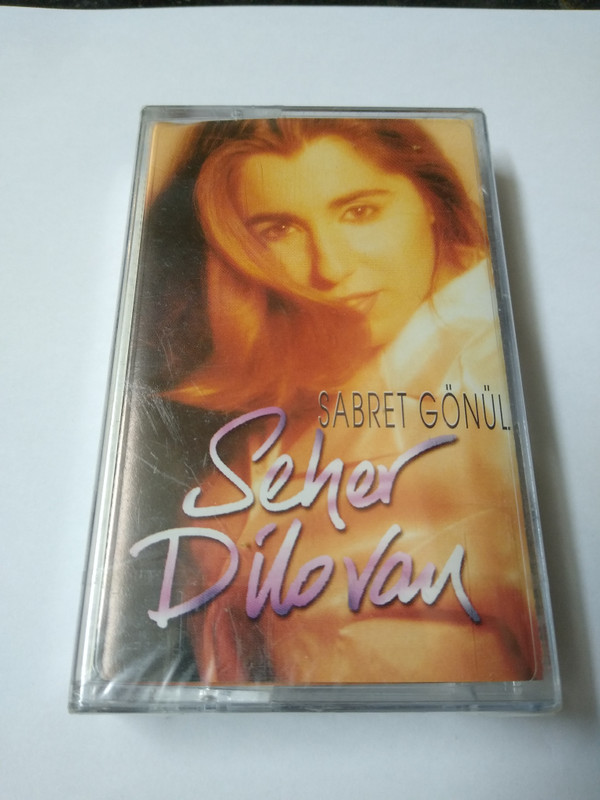 SABRET GÖNÜL.
Seher
Dilovan